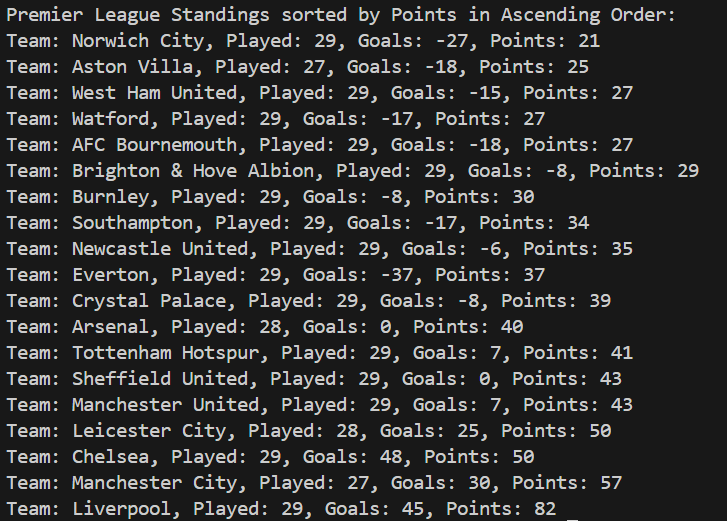 Premier League Standings sorted by Points in Ascending Order:
Team: Norwich City, Played: 29, Goals: -27, Points: 21
Team: Aston Villa, Played: 27, Goals: -18, Points: 25
Team: West Ham United, Played: 29, Goals: -15, Points: 27
Team: Watford, Played: 29, Goals: -17, Points: 27
Team: AFC Bournemouth, Played: 29, Goals: -18, Points: 27
Team: Brighton & Hove Albion, Played: 29, Goals: -8, Points: 29
Team: Burnley, Played: 29, Goals: -8, Points: 30
Team: Southampton, Played: 29, Goals: -17, Points: 34
Team: Newcastle United, Played: 29, Goals: -6, Points: 35
Team: Everton, Played: 29, Goals: -37, Points: 37
Team: Crystal Palace, Played: 29, Goals: -8, Points: 39
Team: Arsenal, Played: 28, Goals: 0, Points: 40
Team: Tottenham Hotspur, Played: 29, Goals: 7, Points: 41
Team: Sheffield United, Played: 29, Goals: 0, Points: 43
Team: Manchester United, Played: 29, Goals: 7, Points: 43
Team: Leicester City, Played: 28, Goals: 25, Points: 50
Team: Chelsea, Played: 29, Goals: 48, Points: 50
Team: Manchester City, Played: 27, Goals: 30, Points: 57
Team: Liverpool, Played: 29, Goals: 45, Points: 82